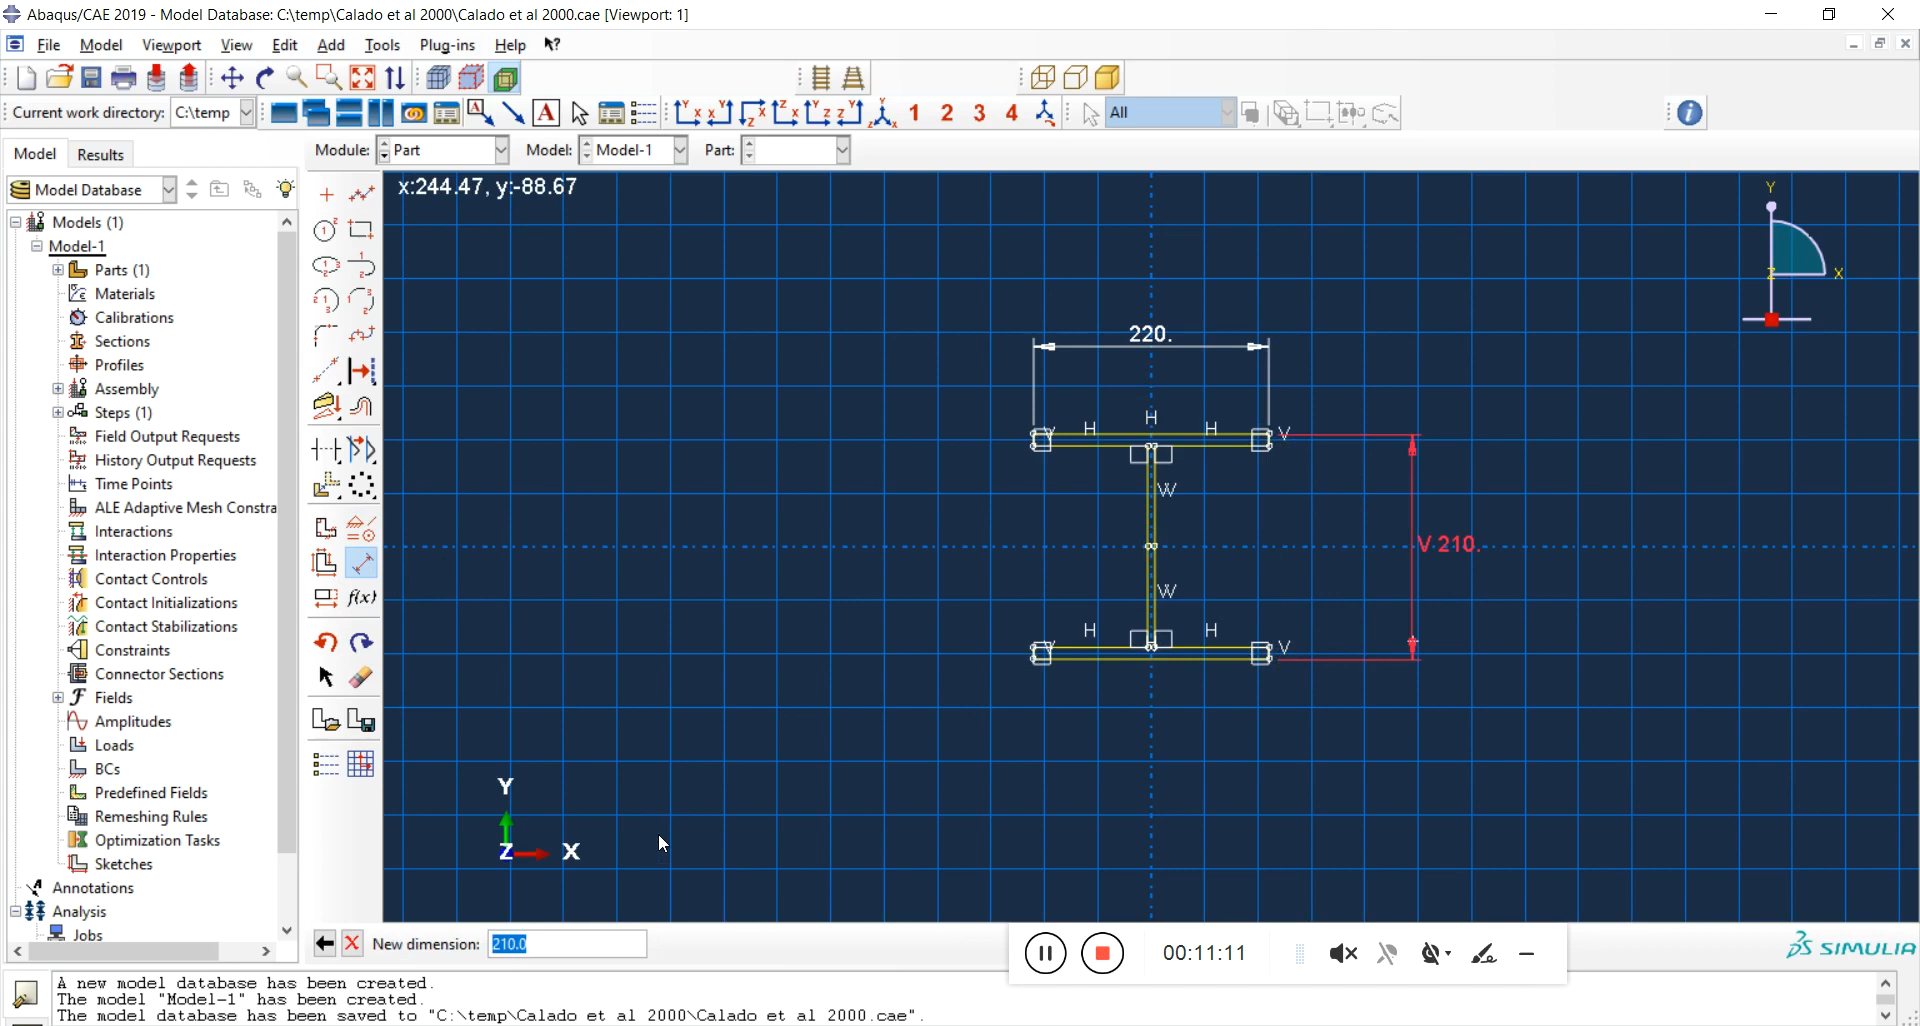 Abaqus/CAE 2019 - Model Database: C:\temp\Calado et al 2000\Calado et al 2000.cae [Viewport: 1]
File Model Viewport View Edit Add Tools Plug-ins Help
Current work directory: C:\temp
1 2 3 4
All
Model Results
Module: Part Model: Model-1 Part:
Model Database
Models (1)
Model-1
Parts (1)
Materials
Calibrations
Sections
Profiles
Assembly
Steps (1)
Field Output Requests
History Output Requests
Time Points
ALE Adaptive Mesh Constra
Interactions
Interaction Properties
Contact Controls
Contact Initializations
Contact Stabilizations
Constraints
Connector Sections
Fields
Amplitudes
Loads
BCs
Predefined Fields
Remeshing Rules
Optimization Tasks
Sketches
Annotations
Analysis
Jobs
f(x)
x:244.47, y:-88.67
Y
X
Z
220.
H
H H
V V
W
V 210.
W
H H
V V
Y
Z X
New dimension: 210.0
00:11:11
SIMULIA
A new model database has been created.
The model "Model-1" has been created.
The model database has been saved to "C:\temp\Calado et al 2000\Calado et al 2000.cae".